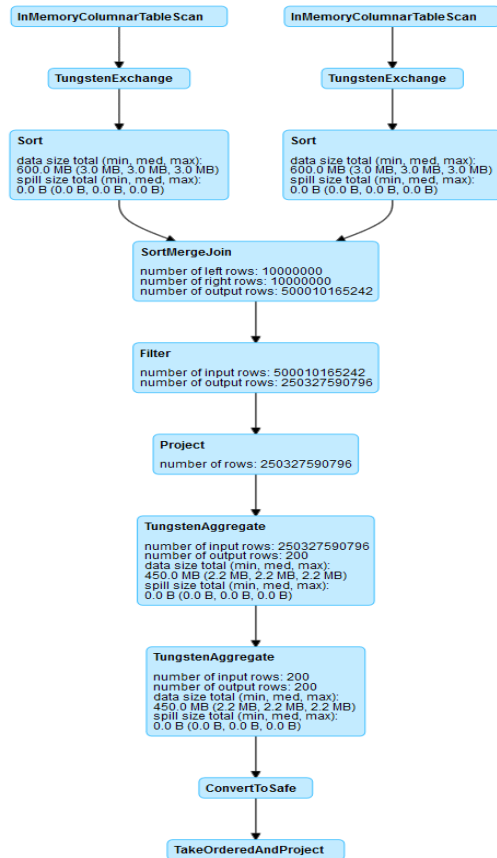 InMemoryColumnarTableScan
InMemoryColumnarTableScan
TungstenExchange
TungstenExchange
Sort
data size total (min, med, max):
600.0 MB (3.0 MB, 3.0 MB, 3.0 MB)
spill size total (min, med, max):
0.0 B (0.0 B, 0.0 B, 0.0 B)
Sort
data size total (min, med, max):
600.0 MB (3.0 MB, 3.0 MB, 3.0 MB)
spill size total (min, med, max):
0.0 B (0.0 B, 0.0 B, 0.0 B)
SortMergeJoin
number of left rows: 10000000
number of right rows: 10000000
number of output rows: 500010165242
Filter
number of input rows: 500010165242
number of output rows: 250327590796
Project
number of rows: 250327590796
TungstenAggregate
number of input rows: 250327590796
number of output rows: 200
data size total (min, med, max):
450.0 MB (2.2 MB, 2.2 MB, 2.2 MB)
spill size total (min, med, max):
0.0 B (0.0 B, 0.0 B, 0.0 B)
TungstenAggregate
number of input rows: 200
number of output rows: 200
data size total (min, med, max):
450.0 MB (2.2 MB, 2.2 MB, 2.2 MB)
spill size total (min, med, max):
0.0 B (0.0 B, 0.0 B, 0.0 B)
ConvertToSafe
TakeOrderedAndProject